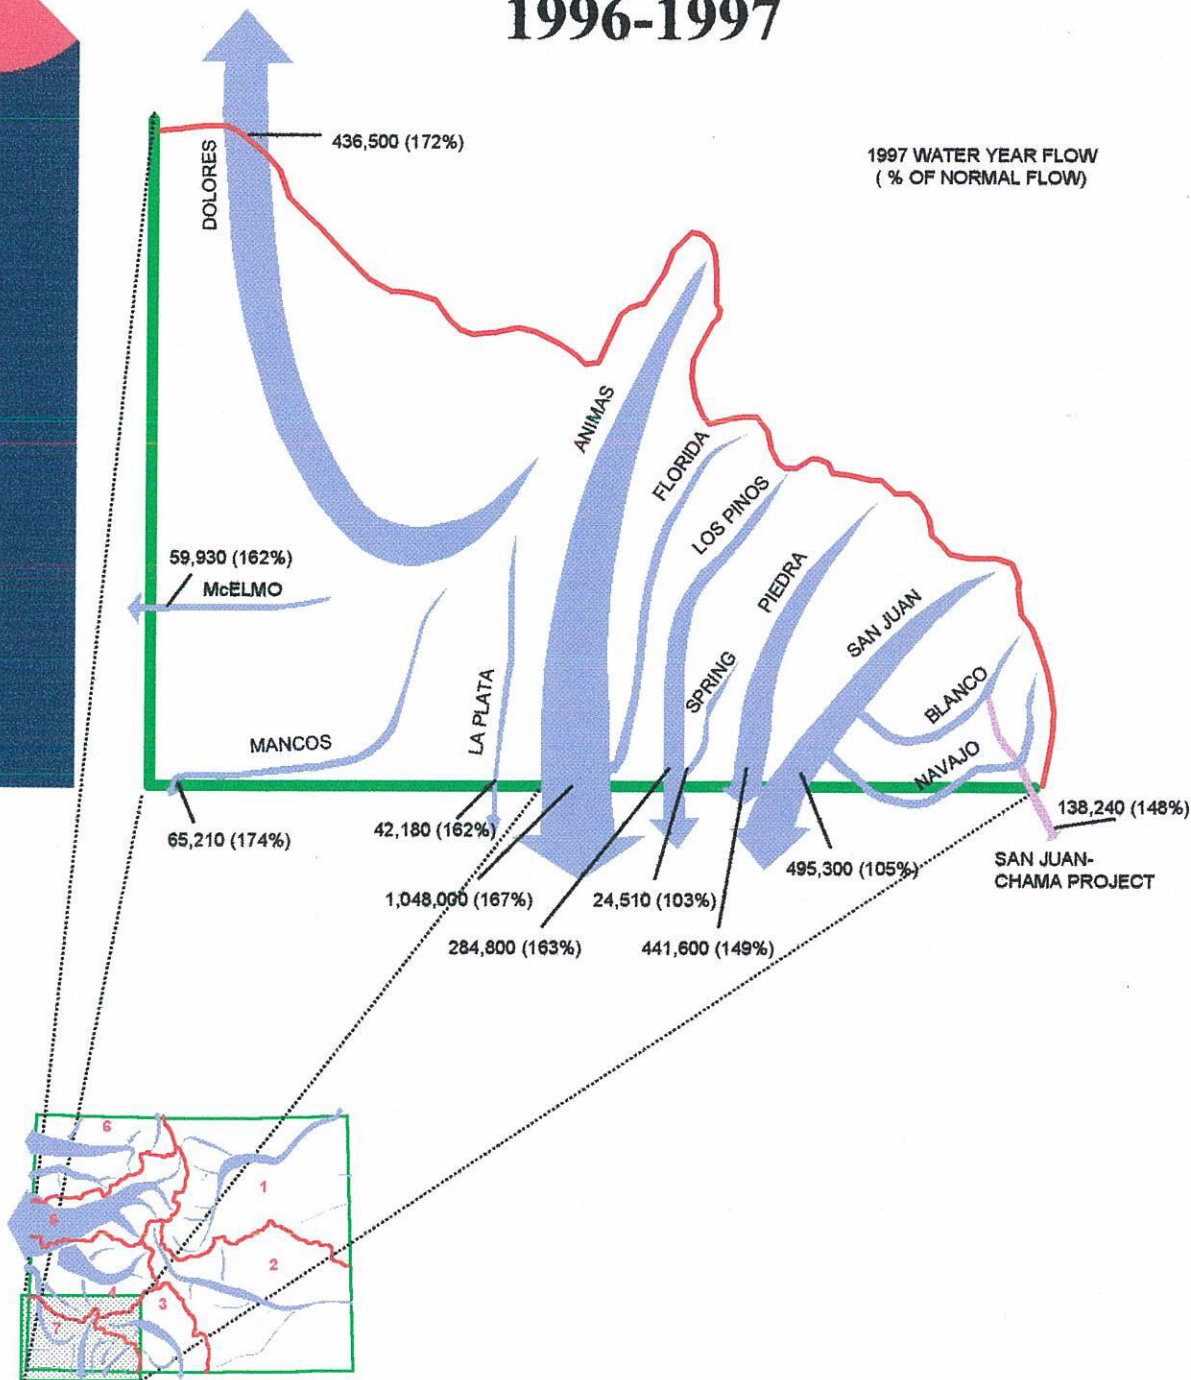 1996-1997
436,500 (172%)
DOLORES
1997 WATER YEAR FLOW
( % OF NORMAL FLOW)
ANIMAS
FLORIDA
LOS PINOS
59,930 (162%)
McELMO
PIEDRA
SAN JUAN
SPRING
LA PLATA
BLANCO
MANCOS
NAVAJO
65,210 (174%)
42,180 (162%)
138,240 (148%)
495,300 (105%)
SAN JUAN-
CHAMA PROJECT
1,048,000 (167%)
24,510 (103%)
284,800 (163%)
441,600 (149%)
6
1
5
2
4
3
7